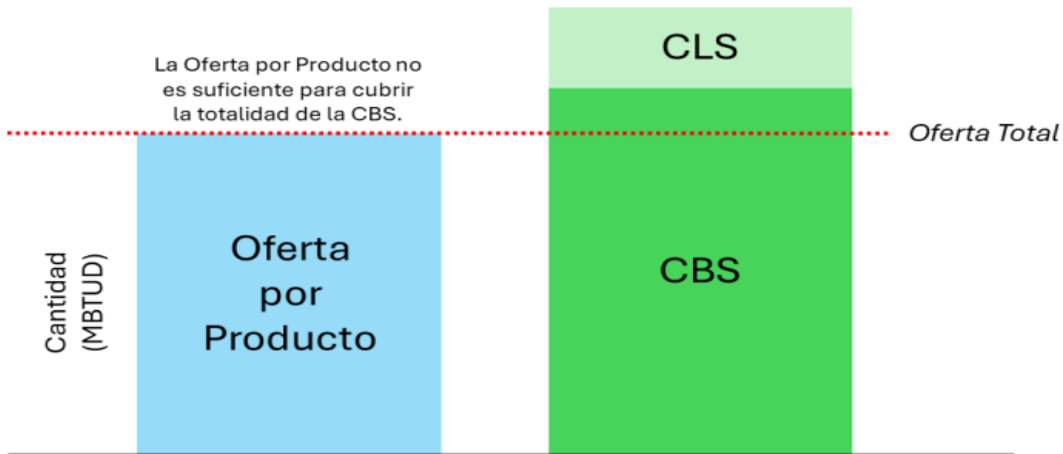 La Oferta por Producto no
es suficiente para cubrir
la totalidad de la CBS.
CLS
Oferta Total
Cantidad
(MBTUD)
Oferta
por
Producto
CBS